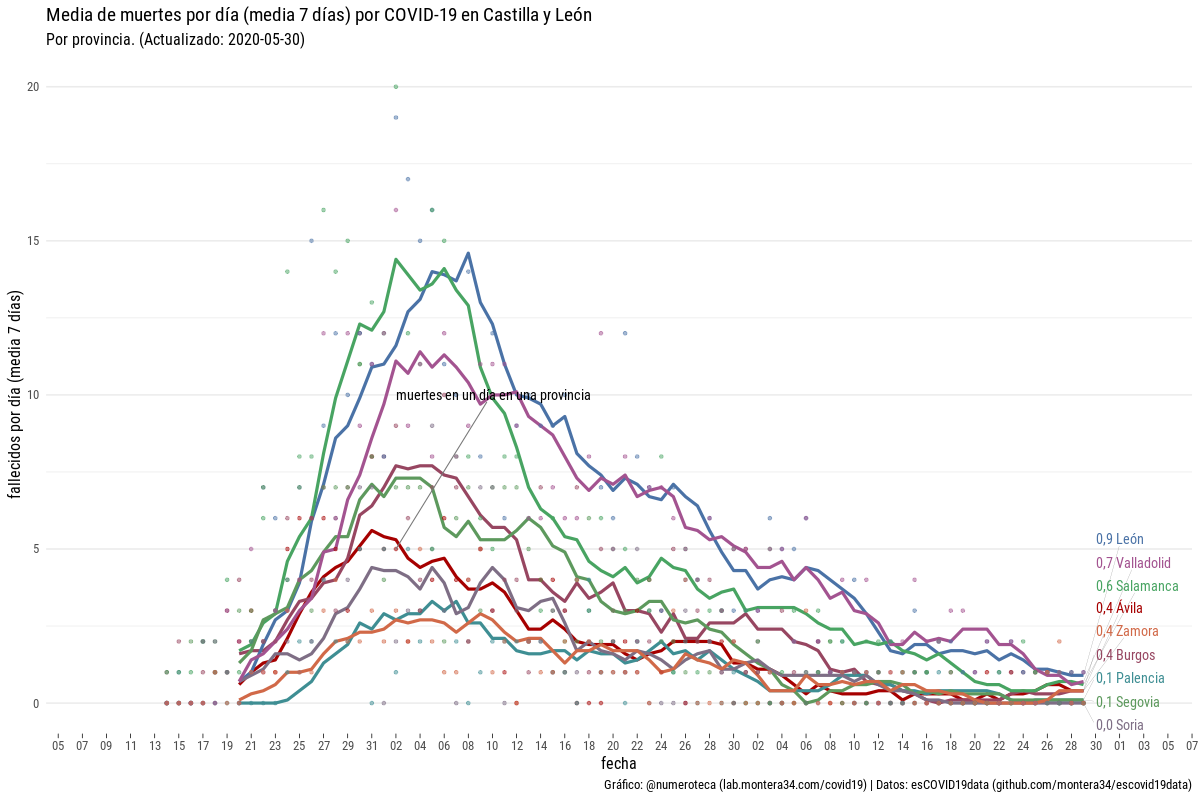 Media de muertes por día (media 7 días) por COVID-19 en Castilla y León
Por provincia. (Actualizado: 2020-05-30)
fallecidos por día (media 7 días)
20
15
10
5
0
muertes en un día en una provincia
0,9 León
0,7 Valladolid
0,6 Salamanca
0,4 Ávila
0,4 Zamora
0,4 Burgos
0,1 Palencia
0,1 Segovia
0,0 Soria
05 07 09 11 13 15 17 19 21 23 25 27 29 31 02 04 06 08 10 12 14 16 18 20 22 24 26 28 30 02 04 06 08 10 12 14 16 18 20 22 24 26 28 30 01 03 05 07
fecha
Gráfico: @numeroteca (lab.montera34.com/covid19) | Datos: esCOVID19data (github.com/montera34/escovid19data)